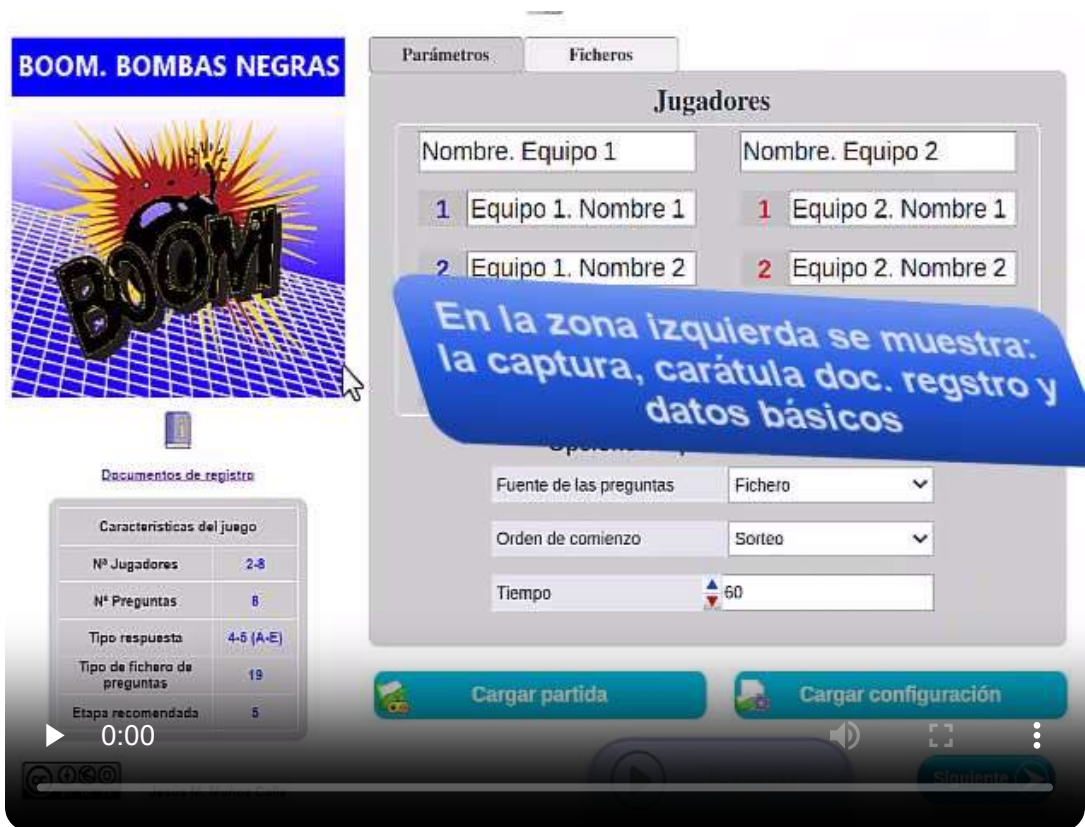 BOOM. BOMBAS NEGRAS
BOOM
Documentos de registro
Características del juego
Nº Jugadores 2-8
Nº Preguntas 8
Tipo respuesta 4-5 (A-E)
Tipo de fichero de
preguntas 19
Etapa recomendada 5
Parámetros Ficheros
Jugadores
Nombre. Equipo 1 Nombre. Equipo 2
1 Equipo 1. Nombre 1 1 Equipo 2. Nombre 1
2 Equipo 1. Nombre 2 2 Equipo 2. Nombre 2
En la zona izquierda se muestra:
la captura, carátula doc. regstro y
datos básicos
Fuente de las preguntas Fichero
Orden de comienzo Sorteo
Tiempo 60
Cargar partida Cargar configuración
0:00
Siguiente